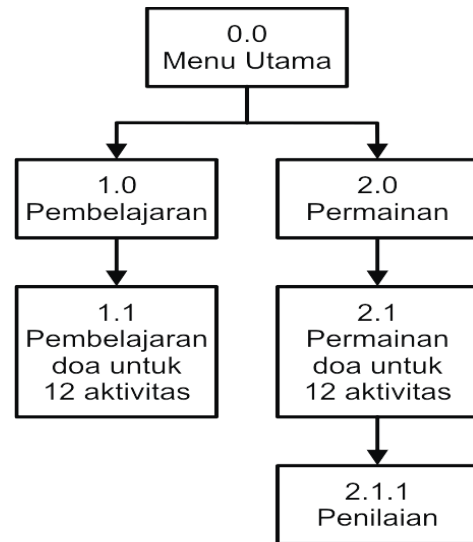 0.0
Menu Utama
1.0
Pembelajaran
2.0
Permainan
1.1
Pembelajaran
doa untuk
12 aktivitas
2.1
Permainan
doa untuk
12 aktivitas
2.1.1
Penilaian